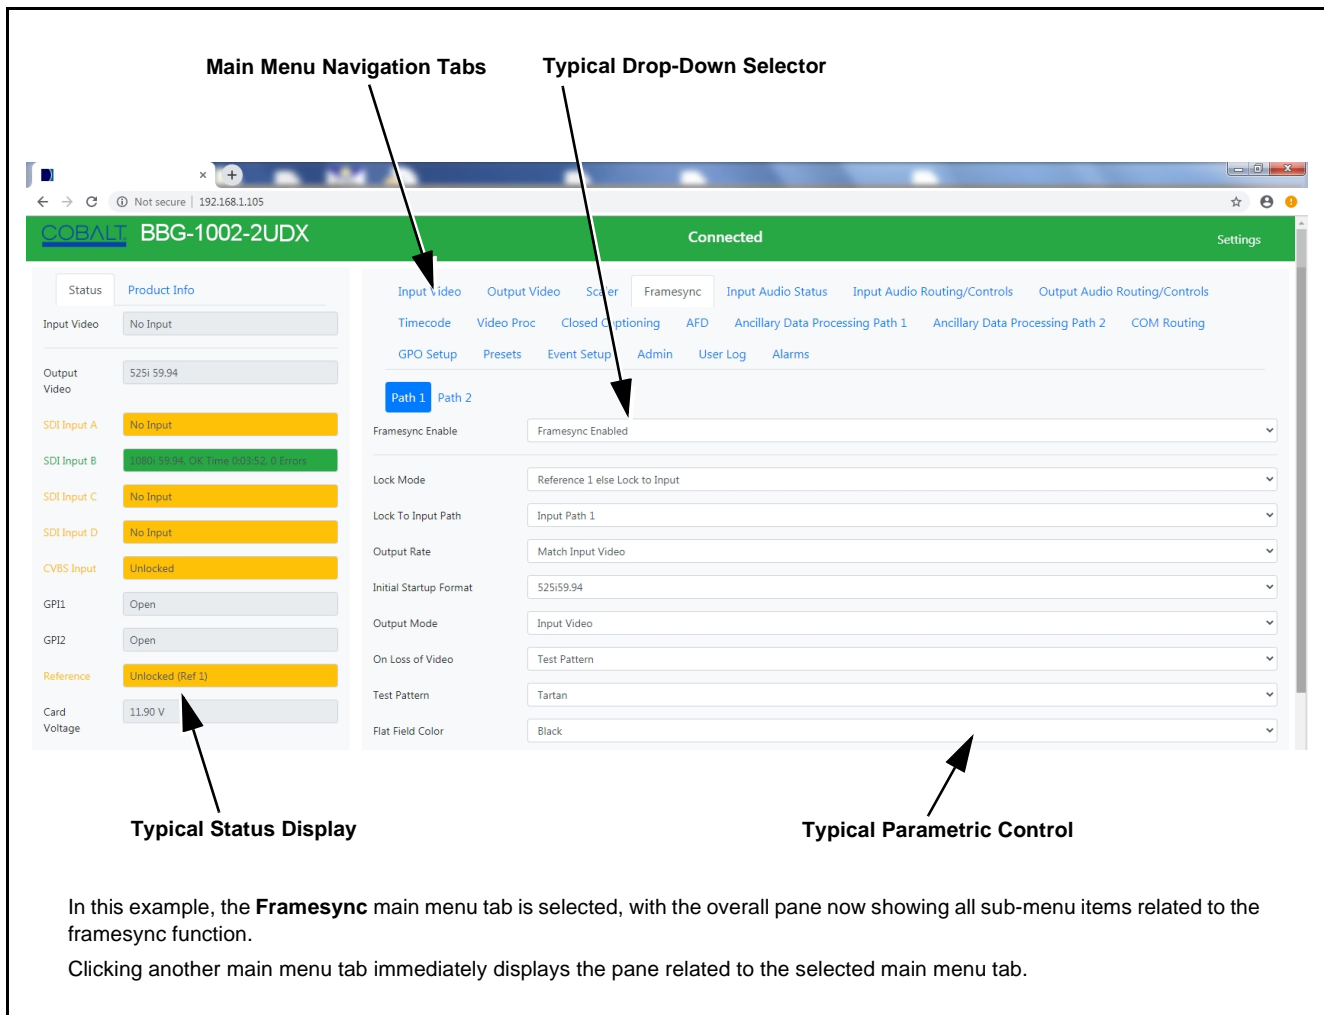 Main Menu Navigation Tabs
Typical Drop-Down Selector
Not secure | 192.168.1.105
COBALT BBG-1002-2UDX
Connected
Settings
Status Product Info
Input Video No Input
Output Video 525i 59.94
SDI Input A No Input
SDI Input B 1080i 59.94, OK Time 0:03:52, 0 Errors
SDI Input C No Input
SDI Input D No Input
CVBS Input Unlocked
GPI1 Open
GPI2 Open
Reference Unlocked (Ref 1)
Card Voltage 11.90 V
Input Video Output Video Scaler Framesync Input Audio Status Input Audio Routing/Controls Output Audio Routing/Controls
Timecode Video Proc Closed Captioning AFD Ancillary Data Processing Path 1 Ancillary Data Processing Path 2 COM Routing
GPO Setup Presets Event Setup Admin User Log Alarms
Path 1 Path 2
Framesync Enable Framesync Enabled
Lock Mode Reference 1 else Lock to Input
Lock To Input Path Input Path 1
Output Rate Match Input Video
Initial Startup Format 525i59.94
Output Mode Input Video
On Loss of Video Test Pattern
Test Pattern Tartan
Flat Field Color Black
Typical Status Display
Typical Parametric Control
In this example, the Framesync main menu tab is selected, with the overall pane now showing all sub-menu items related to the
framesync function.
Clicking another main menu tab immediately displays the pane related to the selected main menu tab.